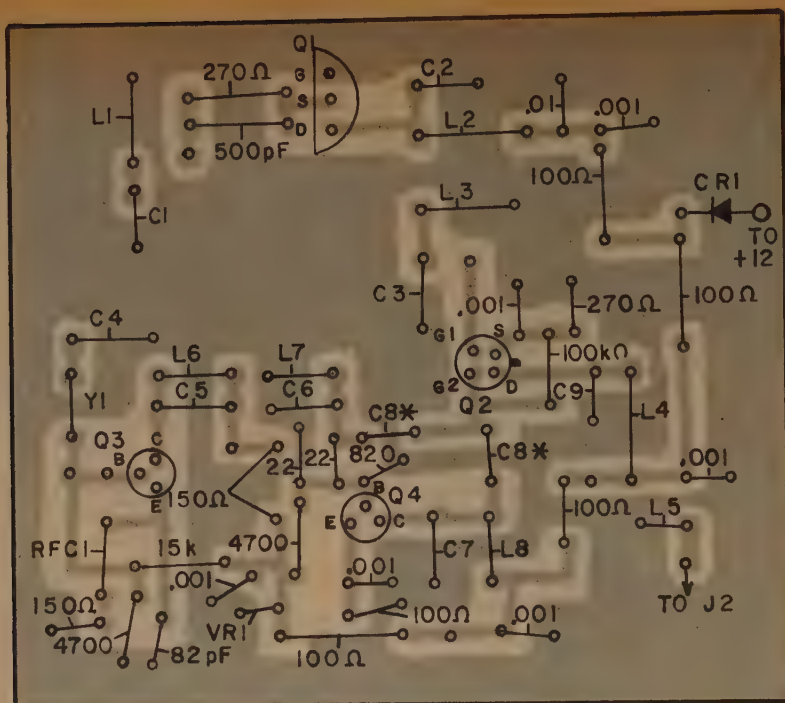 Q1
270Ω
G
S
D
500pF
L1
C1
C2
L2
.01
.001
100Ω
CR1
TO
+12
L3
C3
.001
270Ω
100Ω
G1
S
G2
D
Q2
100kΩ
C9
L4
C4
L6
C5
Y1
L7
C6
C8*
820
C8*
.001
Q3
C
B
E
22
22
150Ω
B
Q4
E
C
100Ω
L5
RFC1
15k
4700
.001
.001
C7
L8
150Ω
4700
82pF
VR1
100Ω
100Ω
.001
TO J2